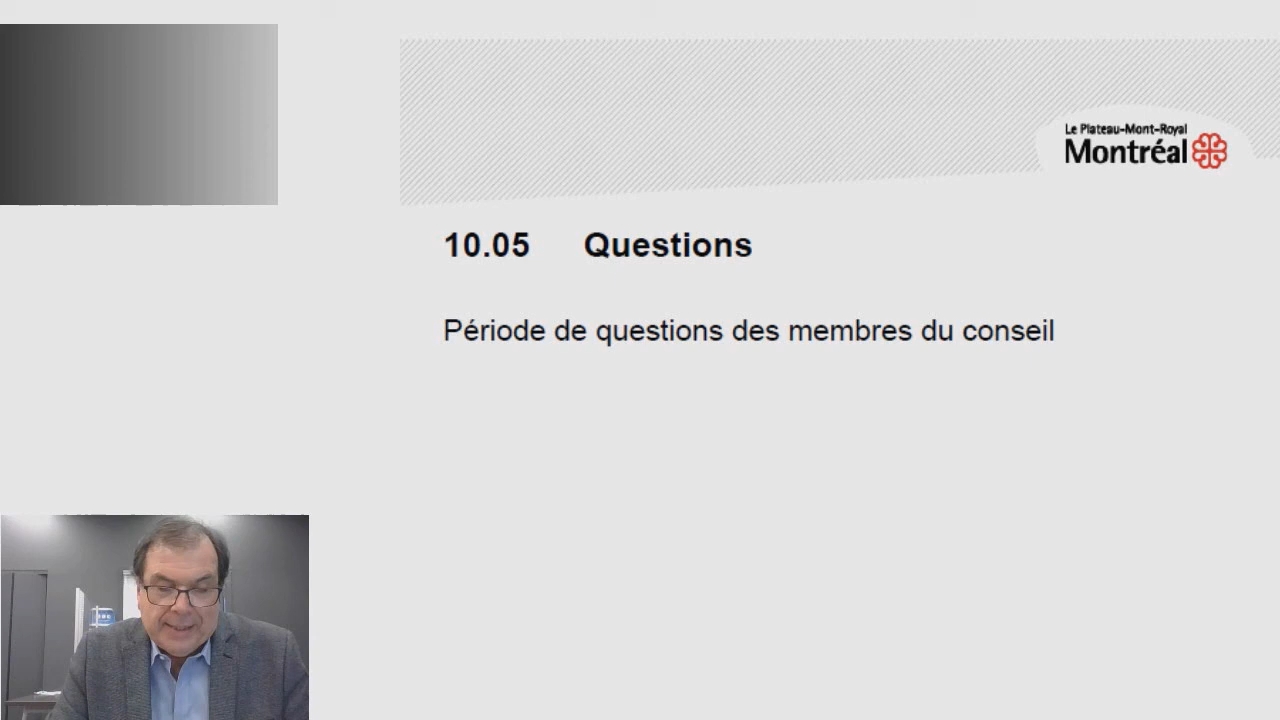 Le Plateau-Mont-Royal
Montréal
10.05 Questions
Période de questions des membres du conseil